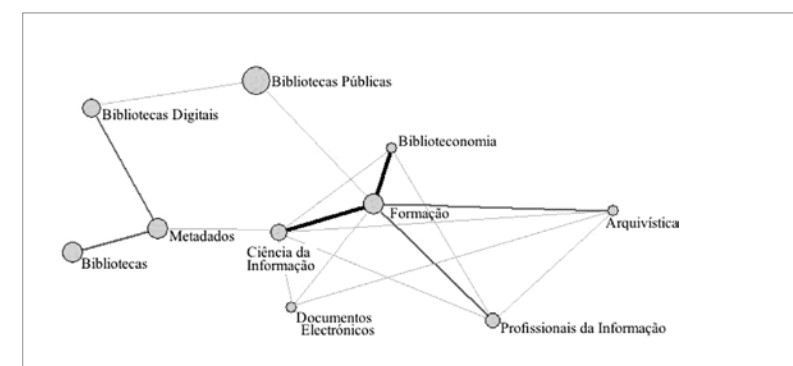 Bibliotecas Públicas
Bibliotecas Digitais
Biblioteconomia
Formação
Arquivística
Metadados
Ciência da
Informação
Bibliotecas
Documentos
Electrónicos
Profissionais da Informação